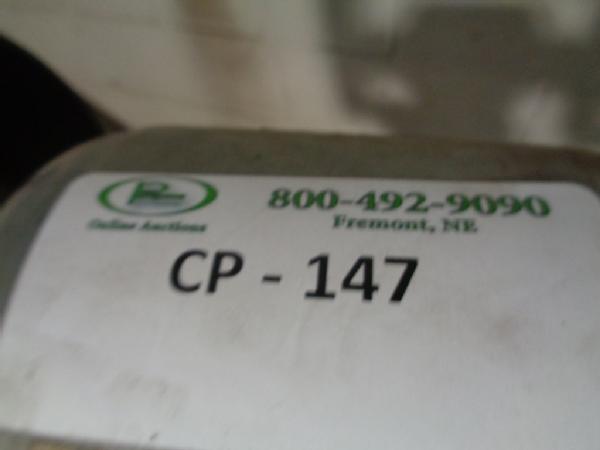 800-492-9090
Fremont, NE
Online Auctions
CP - 147